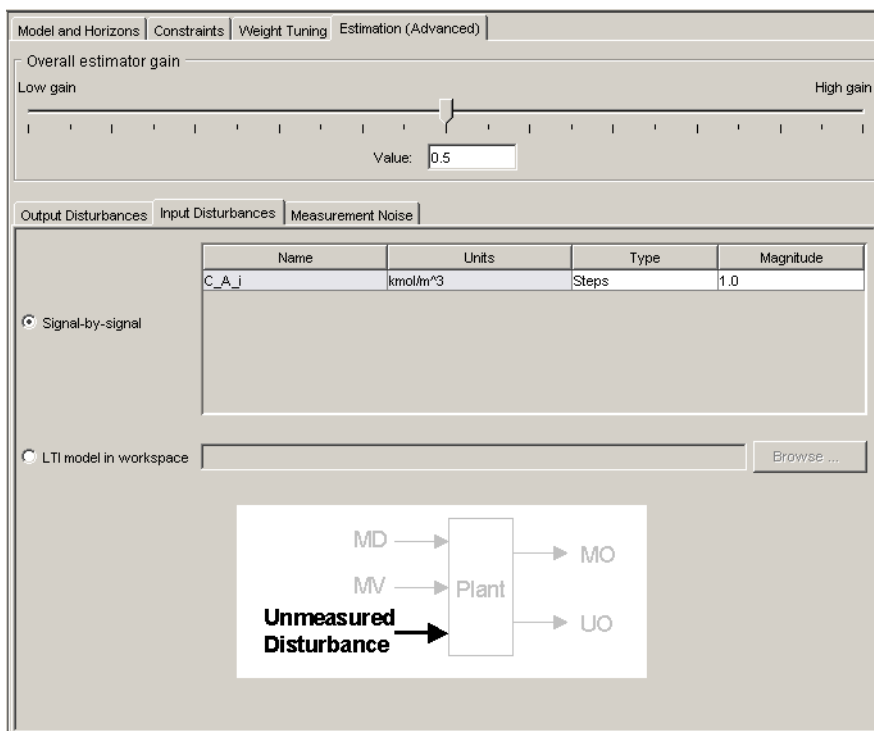 Model and Horizons Constraints Weight Tuning Estimation (Advanced)
Overall estimator gain
Low gain High gain
Value: 0.5
Output Disturbances Input Disturbances Measurement Noise
Name Units Type Magnitude
C_A_i kmol/m^3 Steps 1.0
Signal-by-signal
LTI model in workspace Browse ...
MD MO
MV Plant
Unmeasured UO
Disturbance